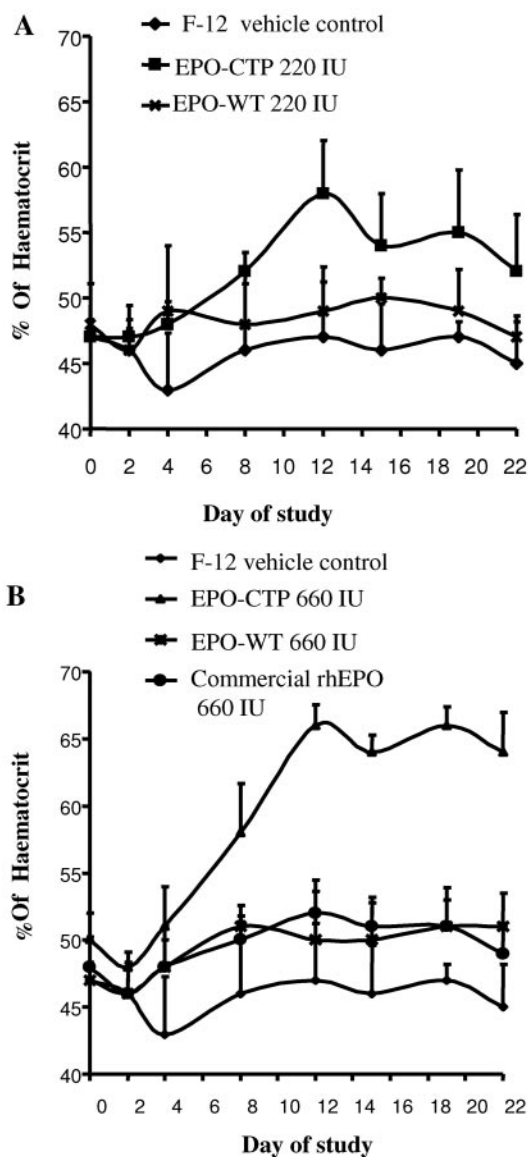 A
F-12 vehicle control
EPO-CTP 220 IU
EPO-WT 220 IU
70
65
60
55
50
45
40
% Of Haematocrit
0 2 4 6 8 10 12 14 16 18 20 22
Day of study
B
F-12 vehicle control
EPO-CTP 660 IU
EPO-WT 660 IU
Commercial rhEPO
660 IU
70
65
60
55
50
45
40
%Of Haematocrit
0 2 4 6 8 10 12 14 16 18 20 22
Day of study